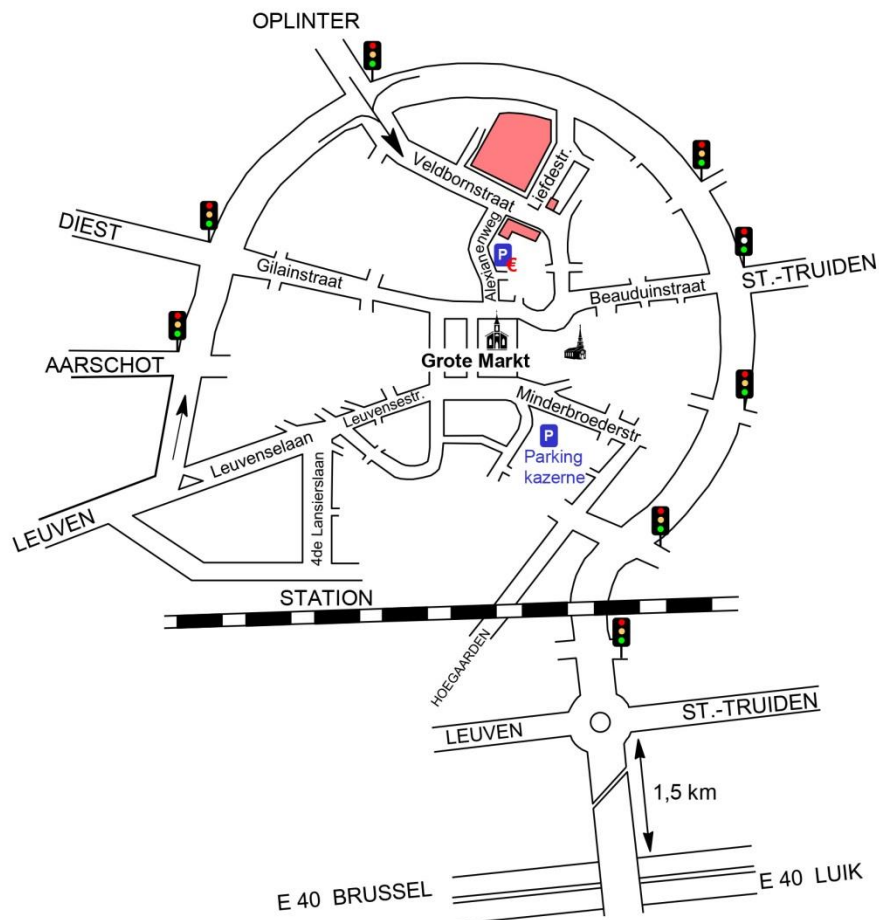 OPLINTER
Veldbornstraat
iefdestr.
DIEST
Gilainstraat
Alexianenweg
P
€
Beauduinstraat
ST.-TRUIDEN
AARSCHOT
Grote Markt
Leuvensestr.
Minderbroederstr
Leuvenselaan
P
Parking
kazerne
LEUVEN
4de Lansierslaan
STATION
HOEGAARDEN
LEUVEN
ST.-TRUIDEN
1,5 km
E 40 BRUSSEL
E 40 LUIK